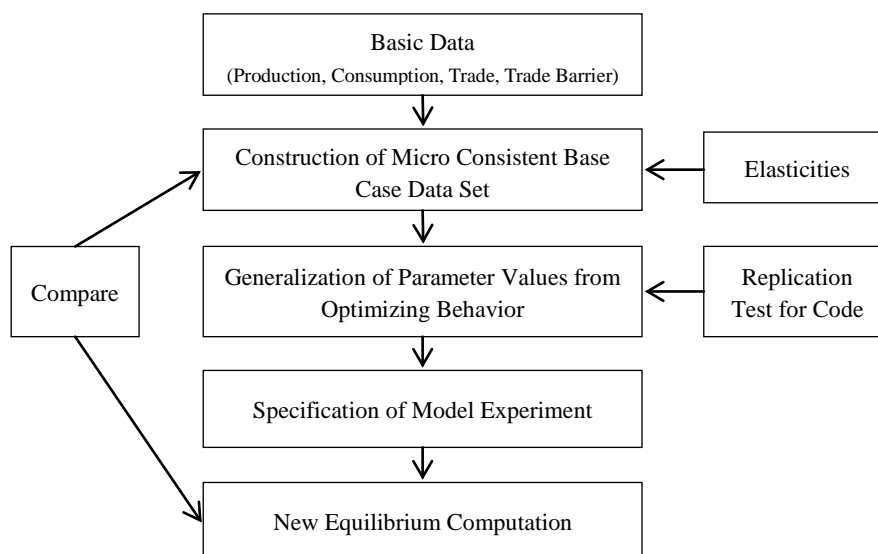 Basic Data
(Production, Consumption, Trade, Trade Barrier)
Construction of Micro Consistent Base
Case Data Set
Elasticities
Compare
Generalization of Parameter Values from
Optimizing Behavior
Replication
Test for Code
Specification of Model Experiment
New Equilibrium Computation